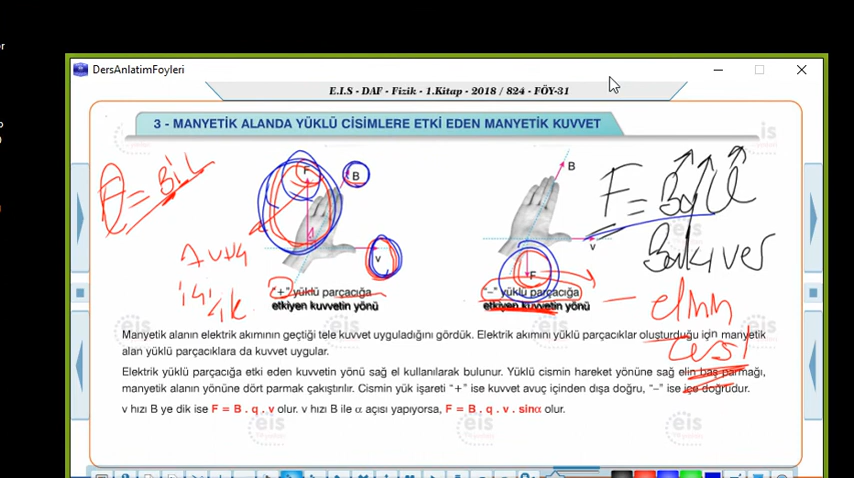 DersAnlatimFoyleri
E.I.S - DAF - Fizik - 1.Kitap - 2018 / 824 - FÖY-31
3 - MANYETİK ALANDA YÜKLÜ CİSİMLERE ETKİ EDEN MANYETİK KUVVET
F
B
v
"+" yüklü parçacığa
etkiyen kuvvetin yönü
B
v
F
"–" yüklü parçacığa
etkiyen kuvvetin yönü
avuç
elinin
tersi
Manyetik alanın elektrik akımının geçtiği tele kuvvet uyguladığını gördük. Elektrik akımını yüklü parçacıklar oluşturduğu için manyetik
alan yüklü parçacıklara da kuvvet uygular.
Elektrik yüklü parçacığa etki eden kuvvetin yönü sağ el kullanılarak bulunur. Yüklü cismin hareket yönüne sağ elin baş parmağı,
manyetik alanın yönüne dört parmak çakıştırılır. Cismin yük işareti "+" ise kuvvet avuç içinden dışa doğru, "–" ise içe doğrudur.
v hızı B ye dik ise F = B . q . v olur. v hızı B ile α açısı yapıyorsa, F = B . q . v . sinα olur.
eis